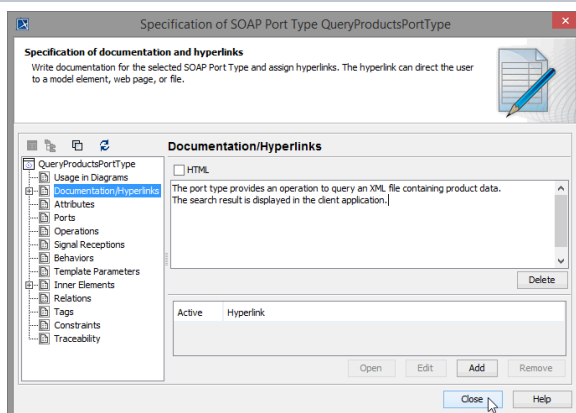 Specification of SOAP Port Type QueryProductsPortType
Specification of documentation and hyperlinks
Write documentation for the selected SOAP Port Type and assign hyperlinks. The hyperlink can direct the user
to a model element, web page, or file.
Documentation/Hyperlinks
QueryProductsPortType
Usage in Diagrams
Documentation/Hyperlinks
Attributes
Ports
Operations
Signal Receptions
Behaviors
Template Parameters
Inner Elements
Relations
Tags
Constraints
Traceability
HTML
The port type provides an operation to query an XML file containing product data.
The search result is displayed in the client application.
Delete
Active Hyperlink
Open Edit Add Remove
Close Help